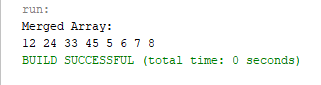 run:
Merged Array:
12 24 33 45 5 6 7 8
BUILD SUCCESSFUL (total time: 0 seconds)